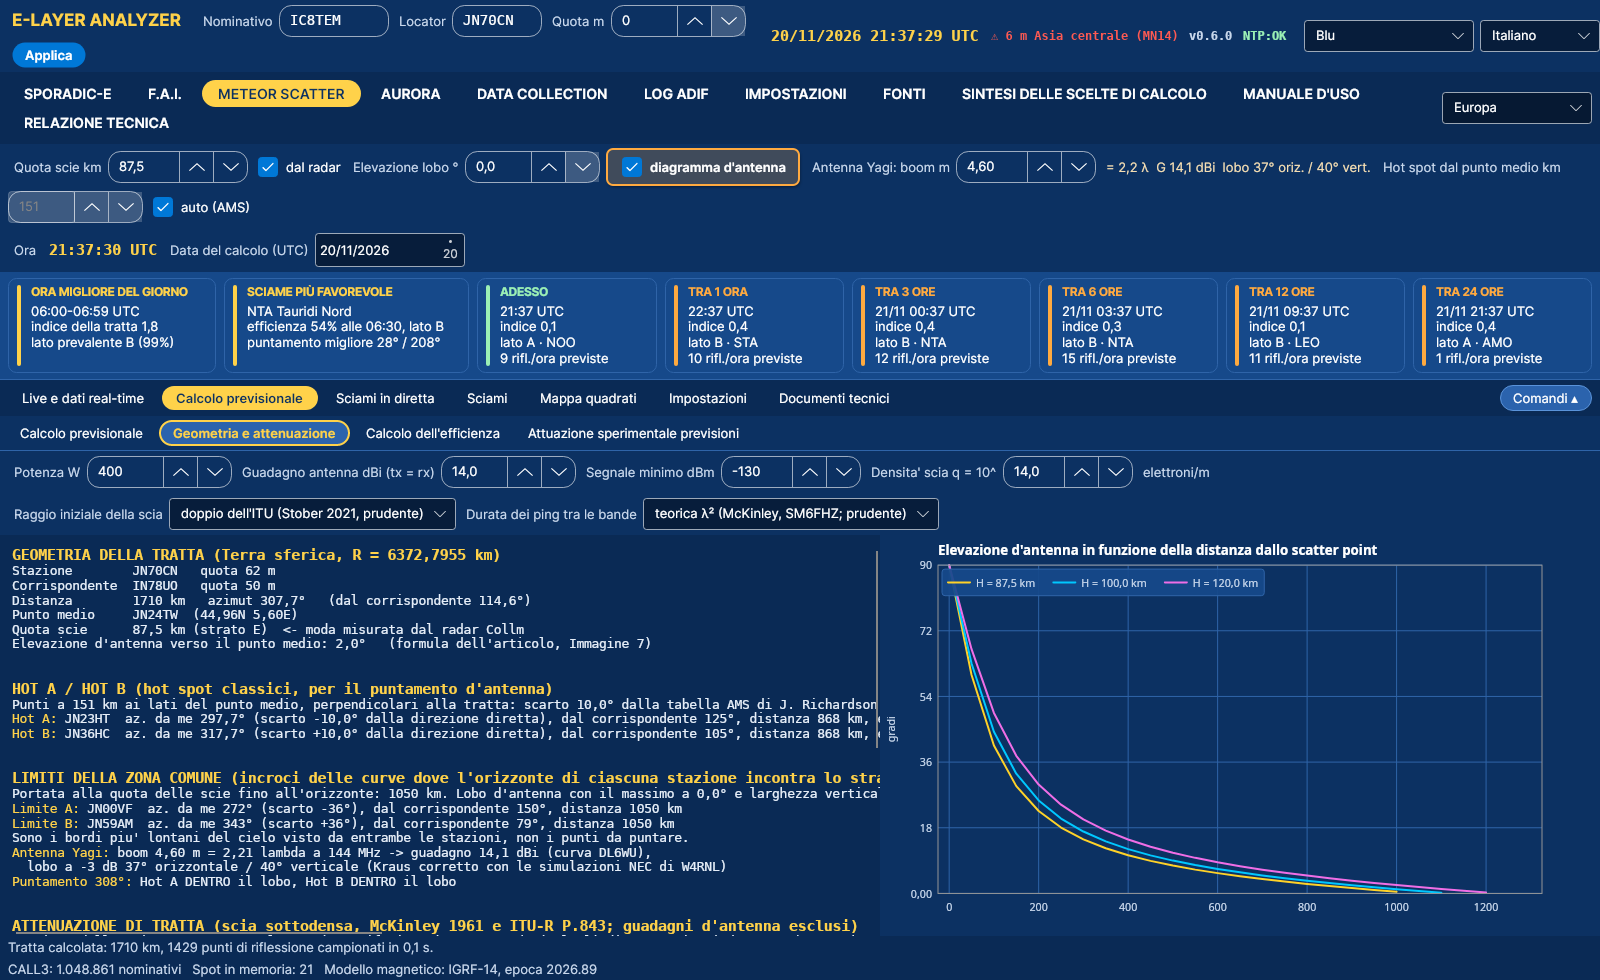 E-LAYER ANALYZER Nominativo IC8TEM Locator JN70CN Quota m 0
20/11/2026 21:37:29 UTC ⚠ 6 m Asia centrale (MN14) v0.6.0 NTP:OK Blu Italiano
Applica
SPORADIC-E F.A.I. METEOR SCATTER AURORA DATA COLLECTION LOG ADIF IMPOSTAZIONI FONTI SINTESI DELLE SCELTE DI CALCOLO MANUALE D'USO
RELAZIONE TECNICA
Europa
Quota scie km 87,5 dal radar Elevazione lobo ° 0,0 diagramma d'antenna Antenna Yagi: boom m 4,60 = 2,2 λ G 14,1 dBi lobo 37° oriz. / 40° vert. Hot spot dal punto medio km
151 auto (AMS)
Ora 21:37:30 UTC Data del calcolo (UTC) 20/11/2026 20
ORA MIGLIORE DEL GIORNO
06:00-06:59 UTC
indice della tratta 1,8
lato prevalente B (99%)
SCIAME PIÙ FAVOREVOLE
NTA Tauridi Nord
efficienza 54% alle 06:30, lato B
puntamento migliore 28° / 208°
ADESSO
21:37 UTC
indice 0,1
lato A · NOO
9 rifl./ora previste
TRA 1 ORA
22:37 UTC
indice 0,4
lato B · STA
10 rifl./ora previste
TRA 3 ORE
21/11 00:37 UTC
indice 0,4
lato B · NTA
12 rifl./ora previste
TRA 6 ORE
21/11 03:37 UTC
indice 0,3
lato B · NTA
15 rifl./ora previste
TRA 12 ORE
21/11 09:37 UTC
indice 0,1
lato B · LEO
11 rifl./ora previste
TRA 24 ORE
21/11 21:37 UTC
indice 0,4
lato A · AMO
1 rifl./ora previste
Live e dati real-time Calcolo previsionale Sciami in diretta Sciami Mappa quadrati Impostazioni Documenti tecnici Comandi ▴
Calcolo previsionale Geometria e attenuazione Calcolo dell'efficienza Attuazione sperimentale previsioni
Potenza W 400 Guadagno antenna dBi (tx = rx) 14,0 Segnale minimo dBm -130 Densita' scia q = 10^ 14,0 elettroni/m
Raggio iniziale della scia doppio dell'ITU (Stober 2021, prudente) Durata dei ping tra le bande teorica λ² (McKinley, SM6FHZ; prudente)
GEOMETRIA DELLA TRATTA (Terra sferica, R = 6372,7955 km)
Stazione JN70CN quota 62 m
Corrispondente IN78UO quota 50 m
Distanza 1710 km azimut 307,7° (dal corrispondente 114,6°)
Punto medio JN24TW (44,96N 5,60E)
Quota scie 87,5 km (strato E) <- moda misurata dal radar Collm
Elevazione d'antenna verso il punto medio: 2,0° (formula dell'articolo, Immagine 7)
HOT A / HOT B (hot spot classici, per il puntamento d'antenna)
Punti a 151 km ai lati del punto medio, perpendicolari alla tratta: scarto 10,0° dalla tabella AMS di J. Richardson
Hot A: JN23HT az. da me 297,7° (scarto -10,0° dalla direzione diretta), dal corrispondente 125°, distanza 868 km,
Hot B: JN36HC az. da me 317,7° (scarto +10,0° dalla direzione diretta), dal corrispondente 105°, distanza 868 km,
LIMITI DELLA ZONA COMUNE (incroci delle curve dove l'orizzonte di ciascuna stazione incontra lo stra
Portata alla quota delle scie fino all'orizzonte: 1050 km. Lobo d'antenna con il massimo a 0,0° e larghezza vertical
Limite A: JN00VF az. da me 272° (scarto -36°), dal corrispondente 150°, distanza 1050 km
Limite B: JN59AM az. da me 343° (scarto +36°), dal corrispondente 79°, distanza 1050 km
Sono i bordi piu' lontani del cielo visto da entrambe le stazioni, non i punti da puntare.
Antenna Yagi: boom 4,60 m = 2,21 lambda a 144 MHz -> guadagno 14,1 dBi (curva DL6WU),
lobo a -3 dB 37° orizzontale / 40° verticale (Kraus corretto con le simulazioni NEC di W4RNL)
Puntamento 308°: Hot A DENTRO il lobo, Hot B DENTRO il lobo
ATTENUAZIONE DI TRATTA (scia sottodensa, McKinley 1961 e ITU-R P.843; guadagni d'antenna esclusi)
Elevazione d'antenna in funzione della distanza dallo scatter point
H = 87,5 km H = 100,0 km H = 120,0 km
gradi
90
72
54
36
18
0,00
0 200 400 600 800 1000 1200
Tratta calcolata: 1710 km, 1429 punti di riflessione campionati in 0,1 s.
CALL3: 1.048.861 nominativi Spot in memoria: 21 Modello magnetico: IGRF-14, epoca 2026.89